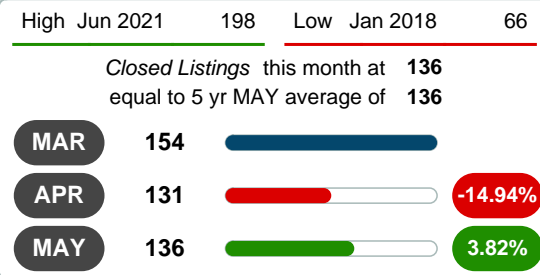 High Jun 2021 198 Low Jan 2018 66
Closed Listings this month at 136
equal to 5 yr MAY average of 136
MAR 154
APR 131 -14.94%
MAY 136 3.82%